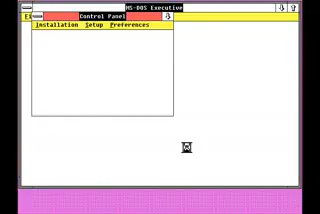 MS-DOS Executive
Control Panel
Installation Setup Preferences